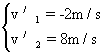 v′₁ = -2m / s
v′₂ = 8m / s